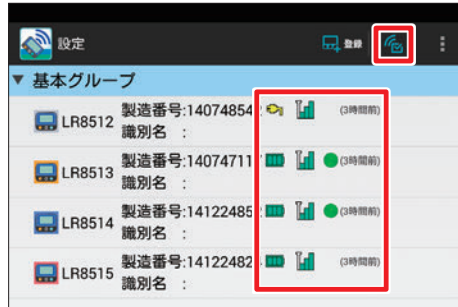 設定 登録
▼ 基本グループ
LR8512 製造番号:14074854 (3時間前)
識別名 :
LR8513 製造番号:14074711 (3時間前)
識別名 :
LR8514 製造番号:14122485 (3時間前)
識別名 :
LR8515 製造番号:14122482 (3時間前)
識別名 :